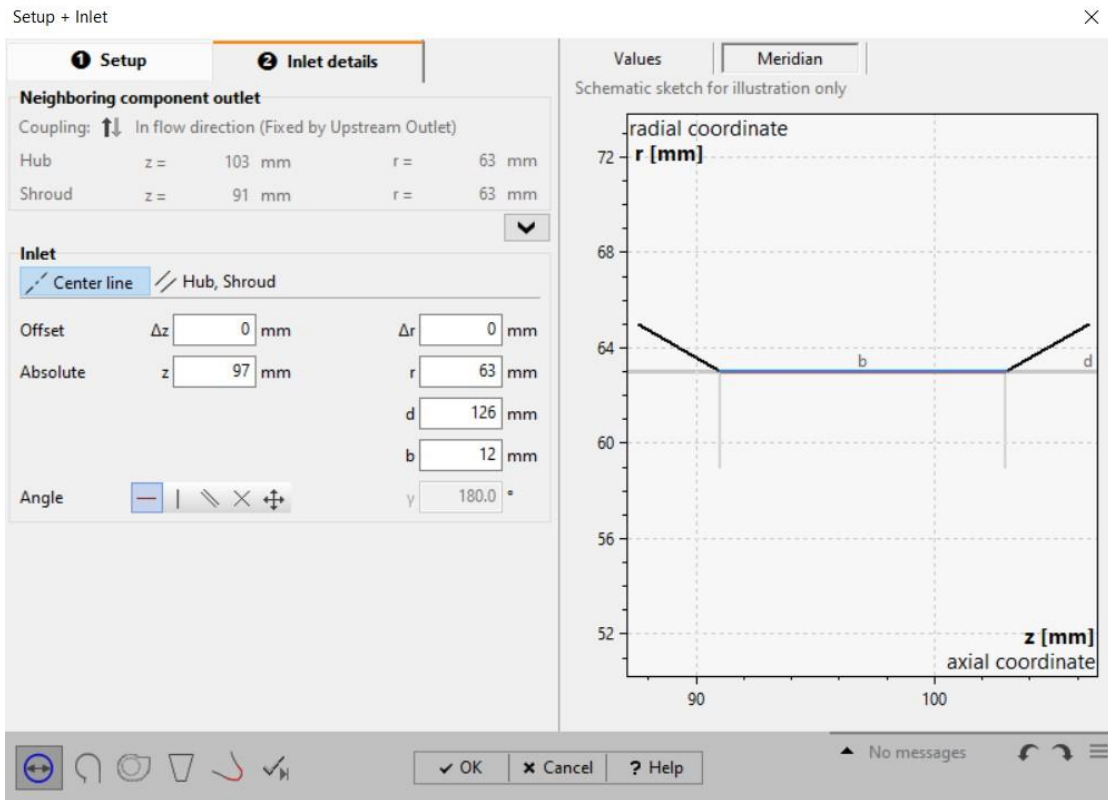 Setup + Inlet
1 Setup
2 Inlet details
Neighboring component outlet
Coupling: In flow direction (Fixed by Upstream Outlet)
Hub z = 103 mm r = 63 mm
Shroud z = 91 mm r = 63 mm
Inlet
Center line Hub, Shroud
Offset Δz 0 mm Δr 0 mm
Absolute z 97 mm r 63 mm
d 126 mm
b 12 mm
Angle γ 180.0 °
Values Meridian
Schematic sketch for illustration only
radial coordinate
r [mm]
72
68
64
60
56
52
b
d
z [mm]
axial coordinate
90 100
OK Cancel ? Help
No messages